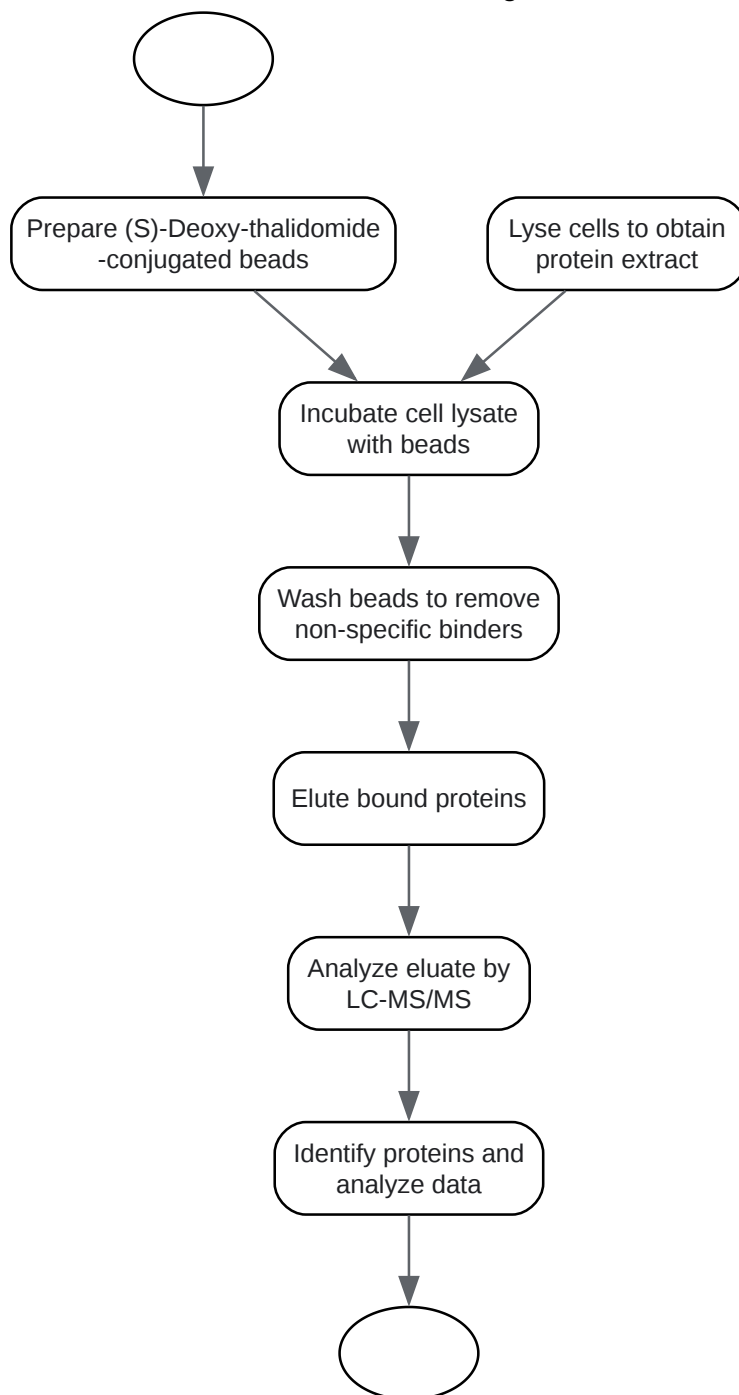 Prepare (S)-Deoxy-thalidomide
-conjugated beads
Lyse cells to obtain
protein extract
Incubate cell lysate
with beads
Wash beads to remove
non-specific binders
Elute bound proteins
Analyze eluate by
LC-MS/MS
Identify proteins and
analyze data